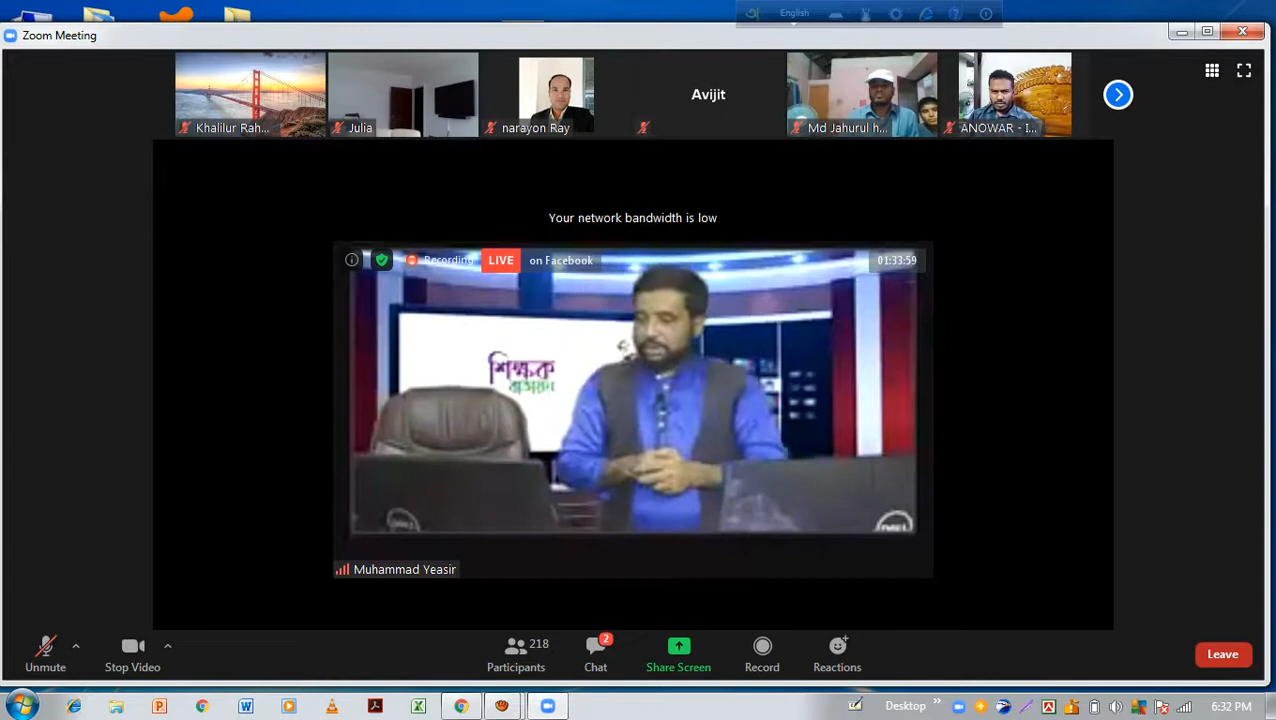 English
Zoom Meeting
Khalilur Rah...
Julia
narayon Ray
Avijit
Md Jahurul h...
ANOWAR - I...
Your network bandwidth is low
Recording
LIVE
on Facebook
01:33:59
শিক্ষক
বাতায়ন
DELL
DELL
Muhammad Yeasir
Unmute
Stop Video
218
Participants
2
Chat
Share Screen
Record
Reactions
Leave
Desktop
6:32 PM